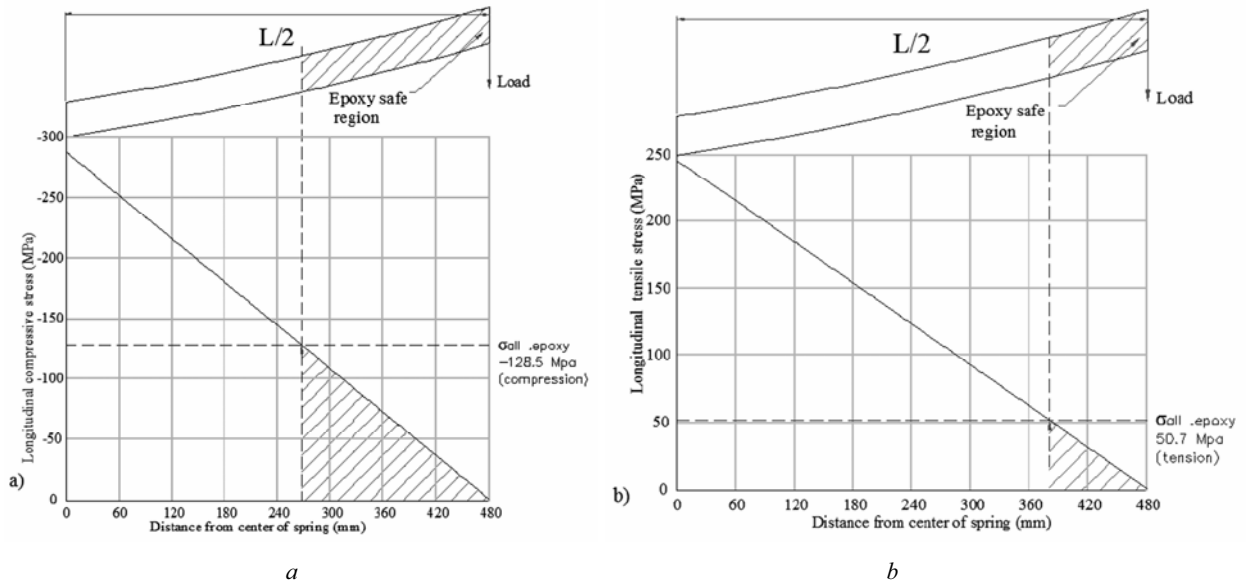 L/2
Load
Epoxy safe
region
-300
-250
-200
-150
-100
-50
0
Longitudinal compressive stress (MPa)
σall .epoxy
-128.5 Mpa
(compression)
a)
0 60 120 180 240 300 360 420 480
Distance from center of spring (mm)
a
L/2
Load
Epoxy safe
region
250
200
150
100
50
0
Longitudinal tensile stress (MPa)
σall .epoxy
50.7 Mpa
(tension)
b)
0 60 120 180 240 300 360 420 480
Distance from center of spring (mm)
b